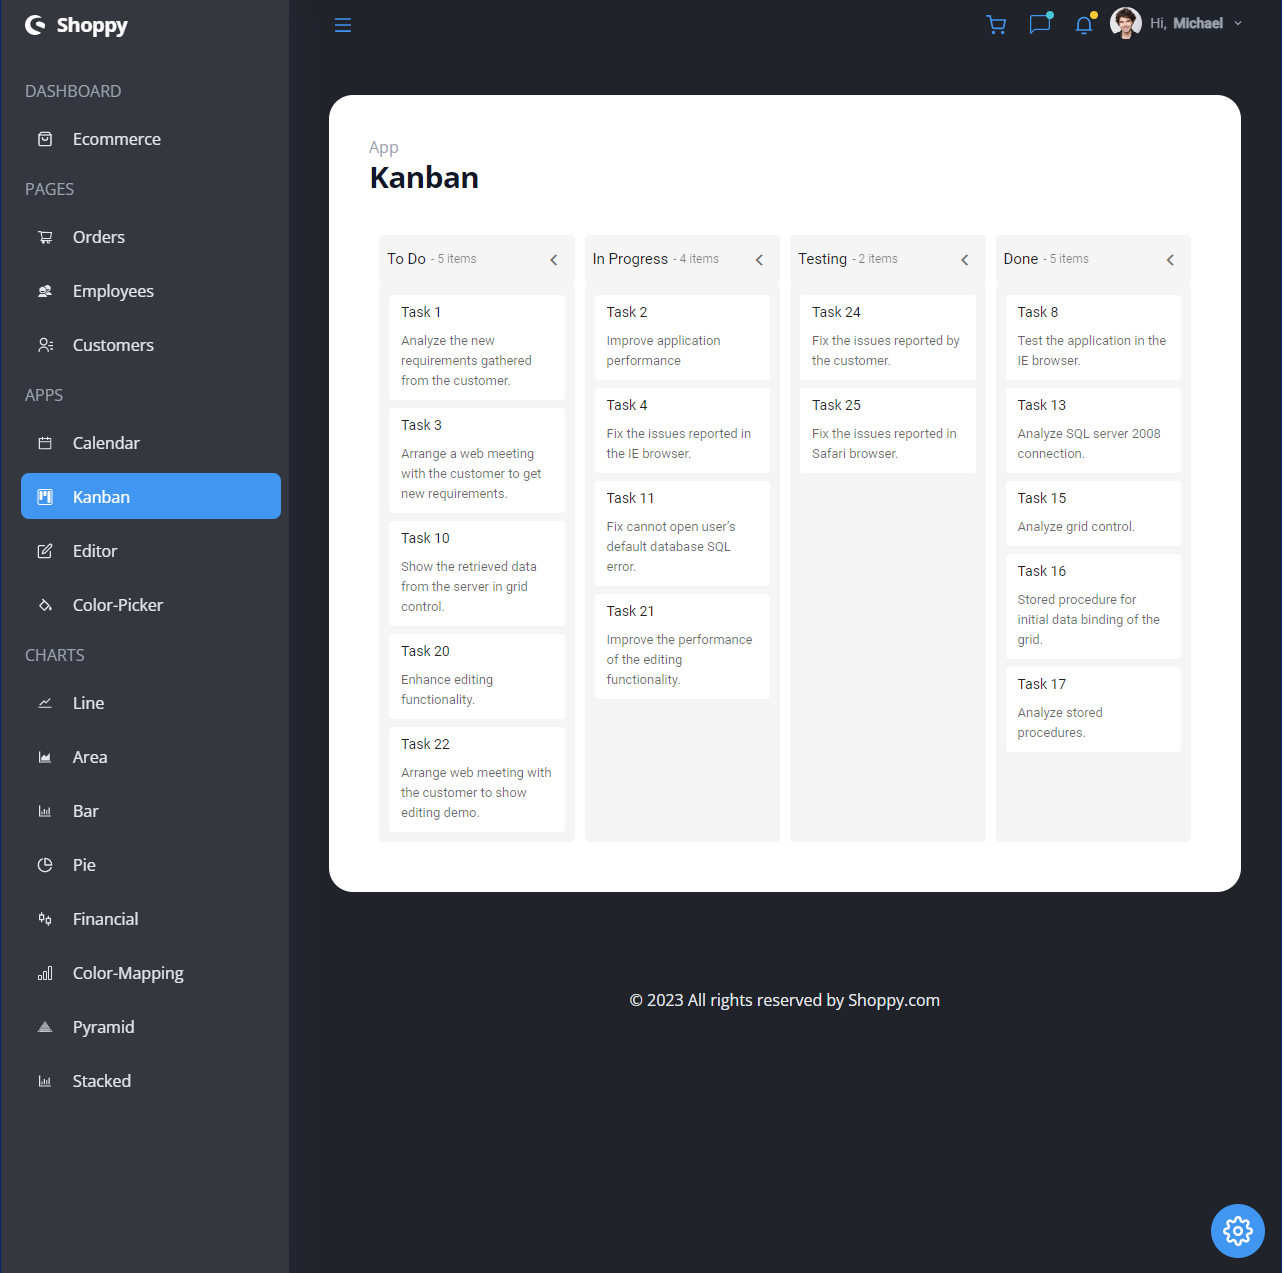 Shoppy
Hi, Michael
DASHBOARD
Ecommerce
PAGES
Orders
Employees
Customers
APPS
Calendar
Kanban
Editor
Color-Picker
CHARTS
Line
Area
Bar
Pie
Financial
Color-Mapping
Pyramid
Stacked
App
Kanban
To Do - 5 items
Task 1
Analyze the new
requirements gathered
from the customer.
Task 3
Arrange a web meeting
with the customer to get
new requirements.
Task 10
Show the retrieved data
from the server in grid
control.
Task 20
Enhance editing
functionality.
Task 22
Arrange web meeting with
the customer to show
editing demo.
In Progress - 4 items
Task 2
Improve application
performance
Task 4
Fix the issues reported in
the IE browser.
Task 11
Fix cannot open user's
default database SQL
error.
Task 21
Improve the performance
of the editing
functionality.
Testing - 2 items
Task 24
Fix the issues reported by
the customer.
Task 25
Fix the issues reported in
Safari browser.
Done - 5 items
Task 8
Test the application in the
IE browser.
Task 13
Analyze SQL server 2008
connection.
Task 15
Analyze grid control.
Task 16
Stored procedure for
initial data binding of the
grid.
Task 17
Analyze stored
procedures.
© 2023 All rights reserved by Shoppy.com